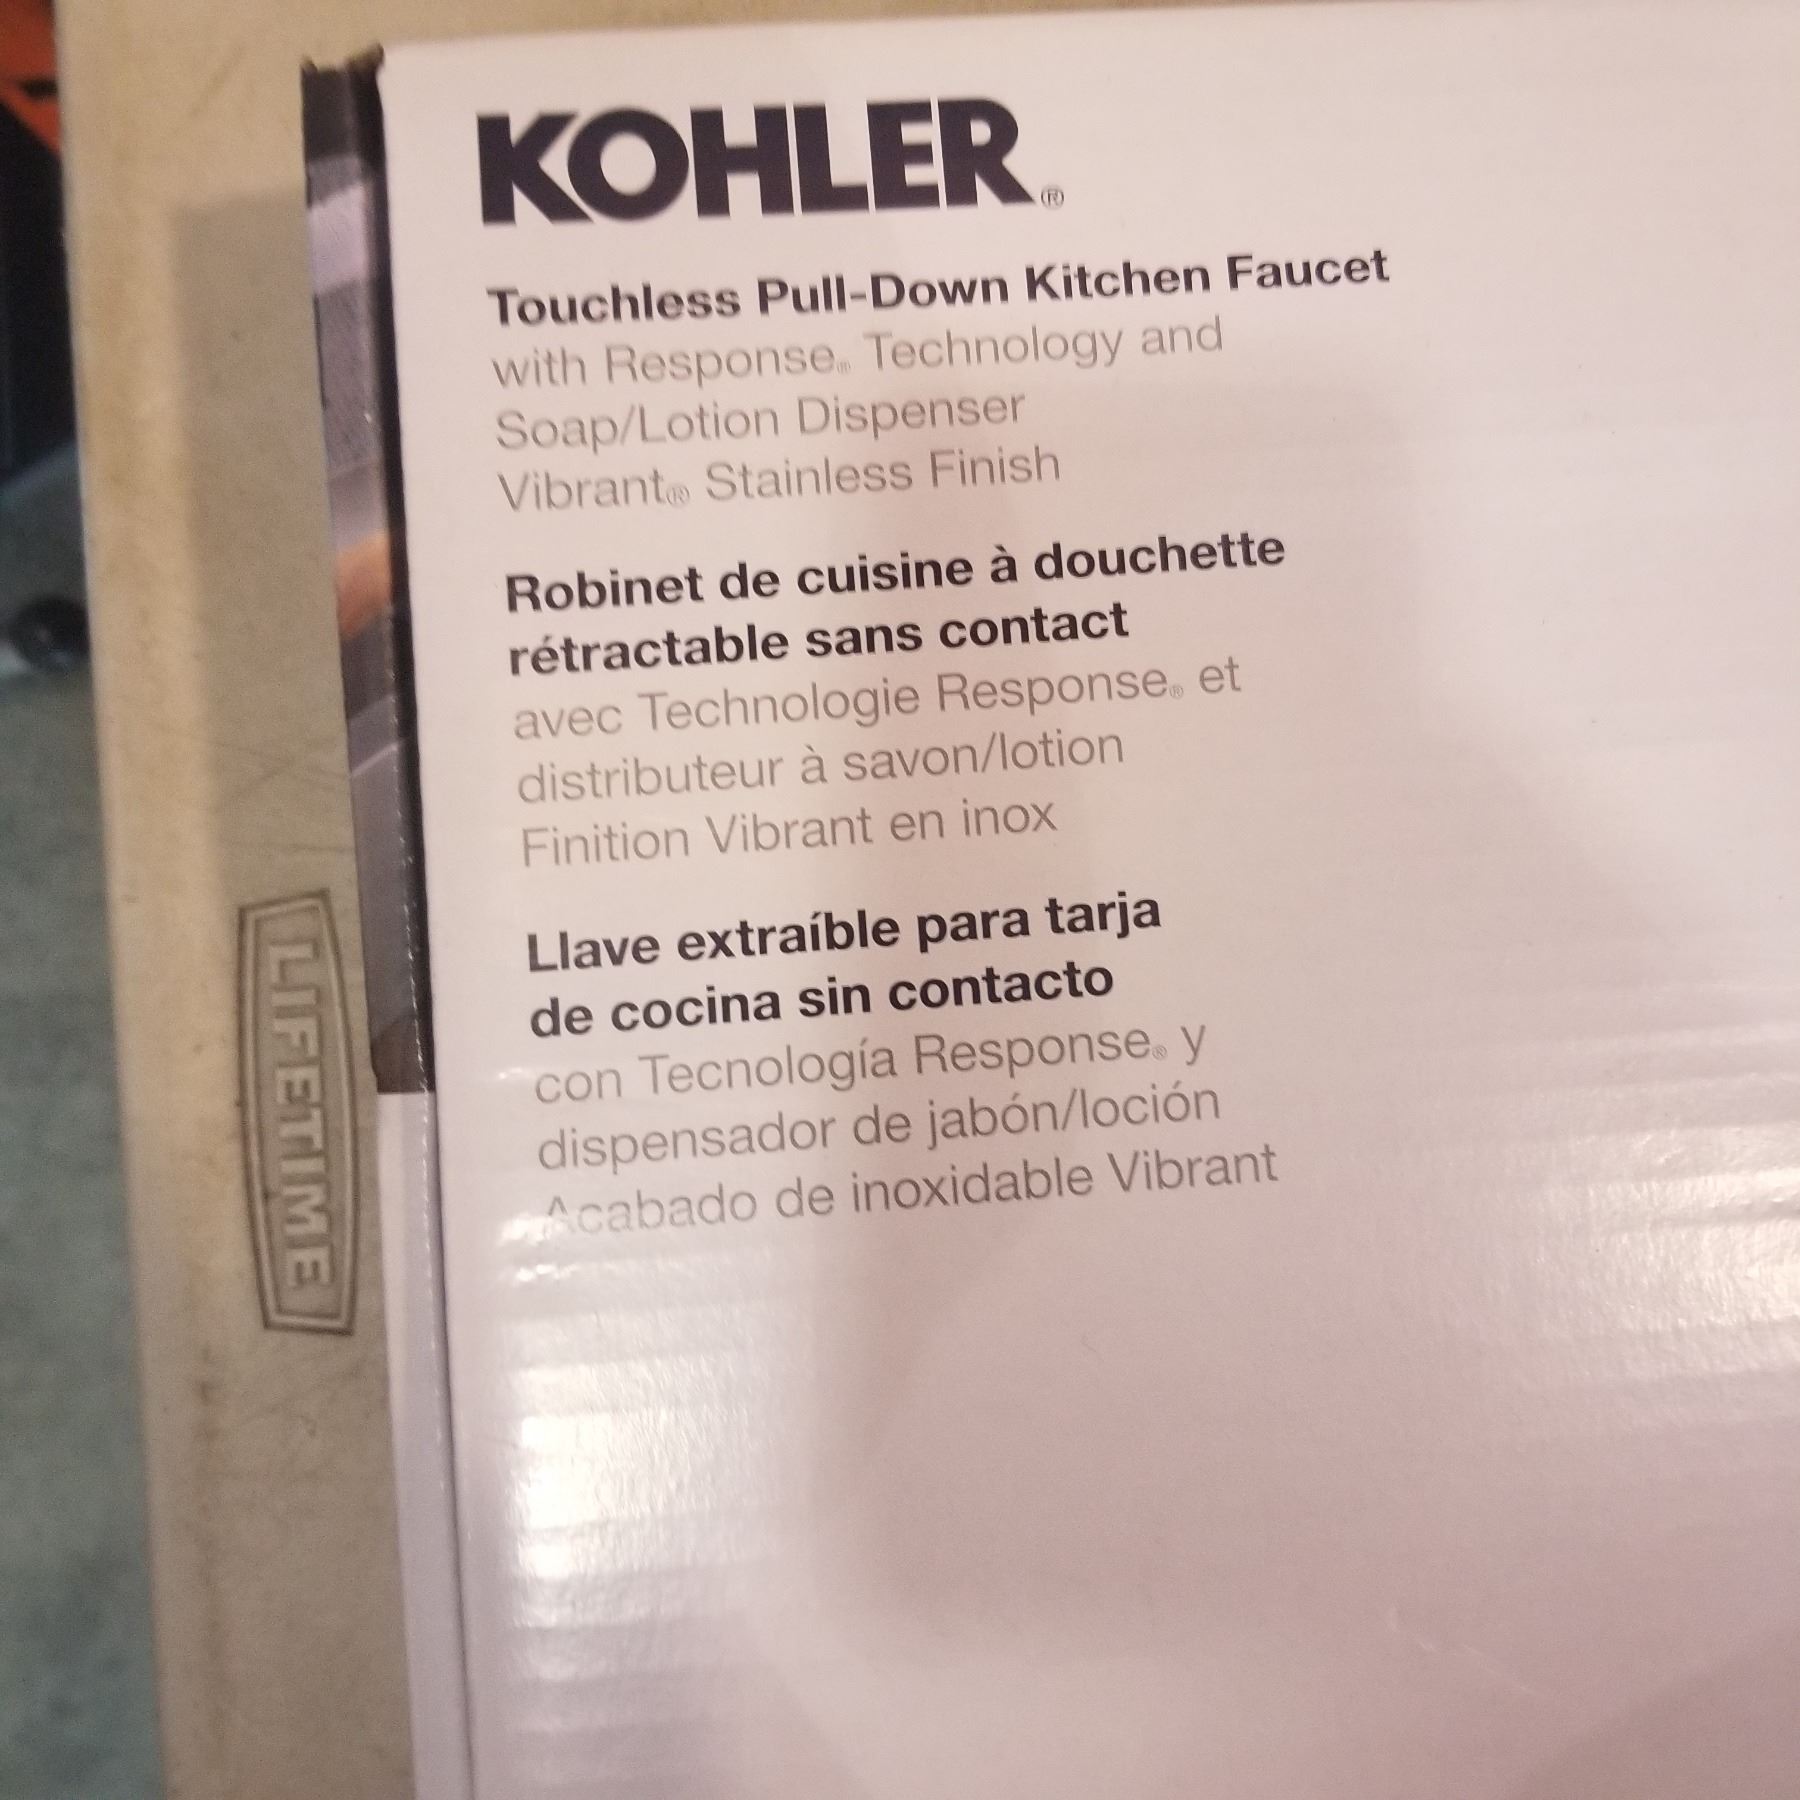 KOHLER®
Touchless Pull-Down Kitchen Faucet
with Response® Technology and
Soap/Lotion Dispenser
Vibrant® Stainless Finish
Robinet de cuisine à douchette
rétractable sans contact
avec Technologie Response® et
distributeur à savon/lotion
Finition Vibrant en inox
Llave extraíble para tarja
de cocina sin contacto
con Tecnología Response® y
dispensador de jabón/loción
Acabado de inoxidable Vibrant
LIFETIME